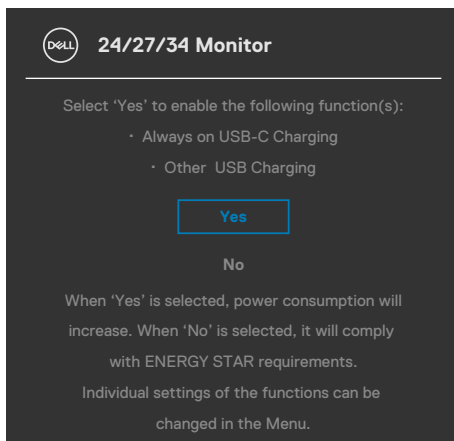 DELL 24/27/34 Monitor
Select ‘Yes’ to enable the following function(s):
· Always on USB-C Charging
· Other USB Charging
Yes
No
When ‘Yes’ is selected, power consumption will
increase. When ‘No’ is selected, it will comply
with ENERGY STAR requirements.
Individual settings of the functions can be
changed in the Menu.